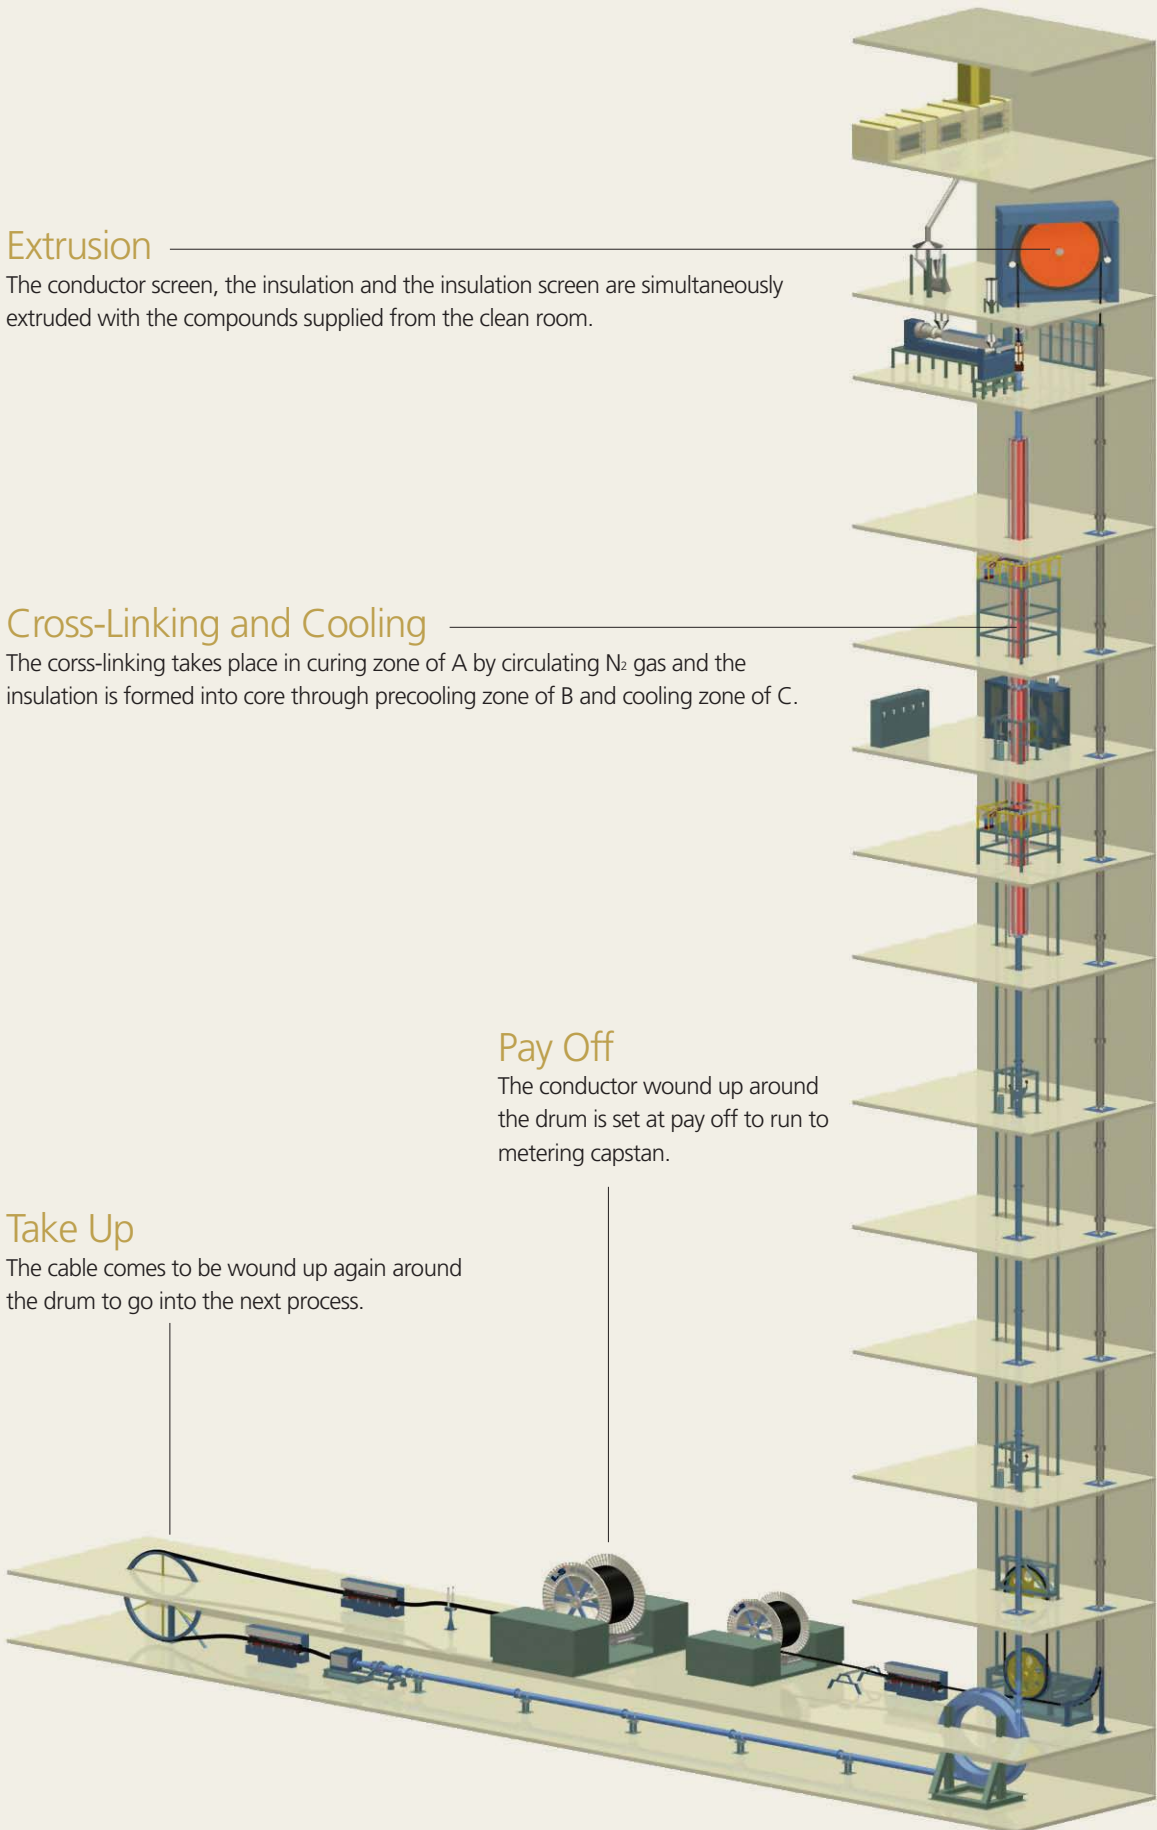 Extrusion
The conductor screen, the insulation and the insulation screen are simultaneously
extruded with the compounds supplied from the clean room.
Cross-Linking and Cooling
The corss-linking takes place in curing zone of A by circulating N₂ gas and the
insulation is formed into core through precooling zone of B and cooling zone of C.
Pay Off
The conductor wound up around
the drum is set at pay off to run to
metering capstan.
Take Up
The cable comes to be wound up again around
the drum to go into the next process.
LS
LS